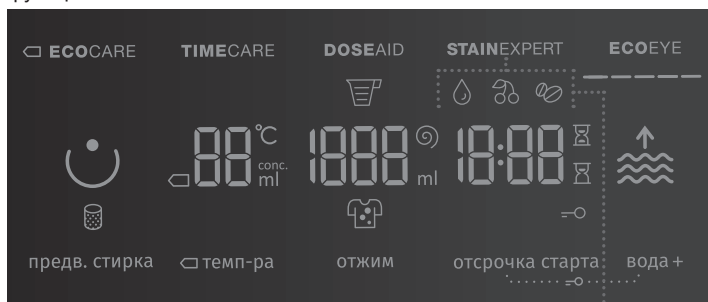 ECOCARE TIMECARE DOSEAID STAINEXPERT ECOEYE
88 °C 1888 18:88
conc.
ml ml
предв. стирка темп-ра отжим отсрочка старта вода +